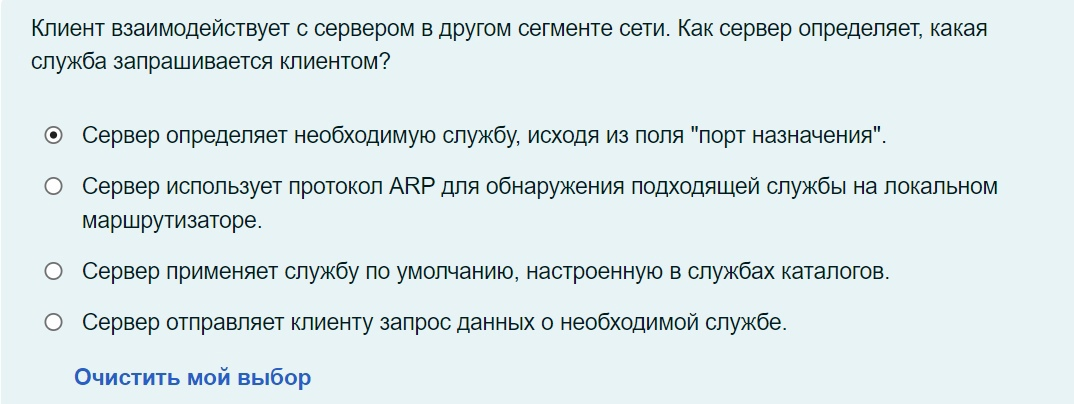 Клиент взаимодействует с сервером в другом сегменте сети. Как сервер определяет, какая
служба запрашивается клиентом?
Сервер определяет необходимую службу, исходя из поля "порт назначения".
Сервер использует протокол ARP для обнаружения подходящей службы на локальном
маршрутизаторе.
Сервер применяет службу по умолчанию, настроенную в службах каталогов.
Сервер отправляет клиенту запрос данных о необходимой службе.
Очистить мой выбор